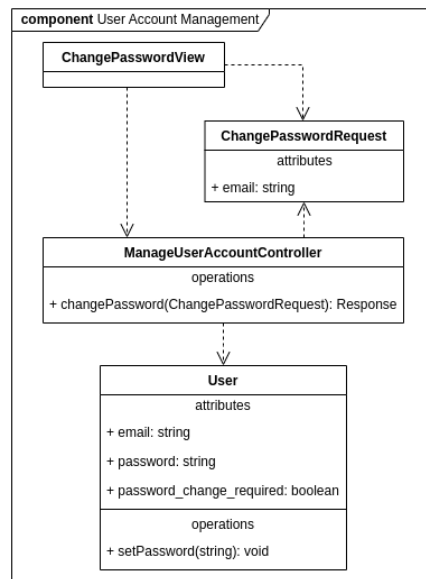 component User Account Management
ChangePasswordView
ChangePasswordRequest
attributes
+ email: string
ManageUserAccountController
operations
+ changePassword(ChangePasswordRequest): Response
User
attributes
+ email: string
+ password: string
+ password_change_required: boolean
operations
+ setPassword(string): void